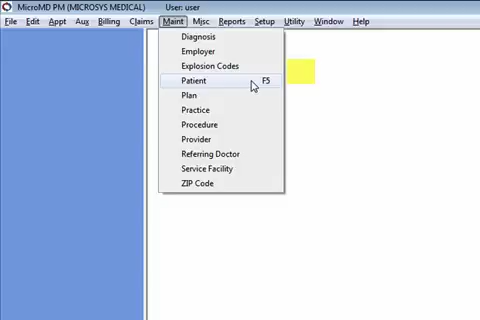 MicroMD PM (MICROSYS MEDICAL) User: user
File Edit Appt Aux Billing Claims Maint Misc Reports Setup Utility Window Help
Diagnosis
Employer
Explosion Codes
Patient F5
Plan
Practice
Procedure
Provider
Referring Doctor
Service Facility
ZIP Code